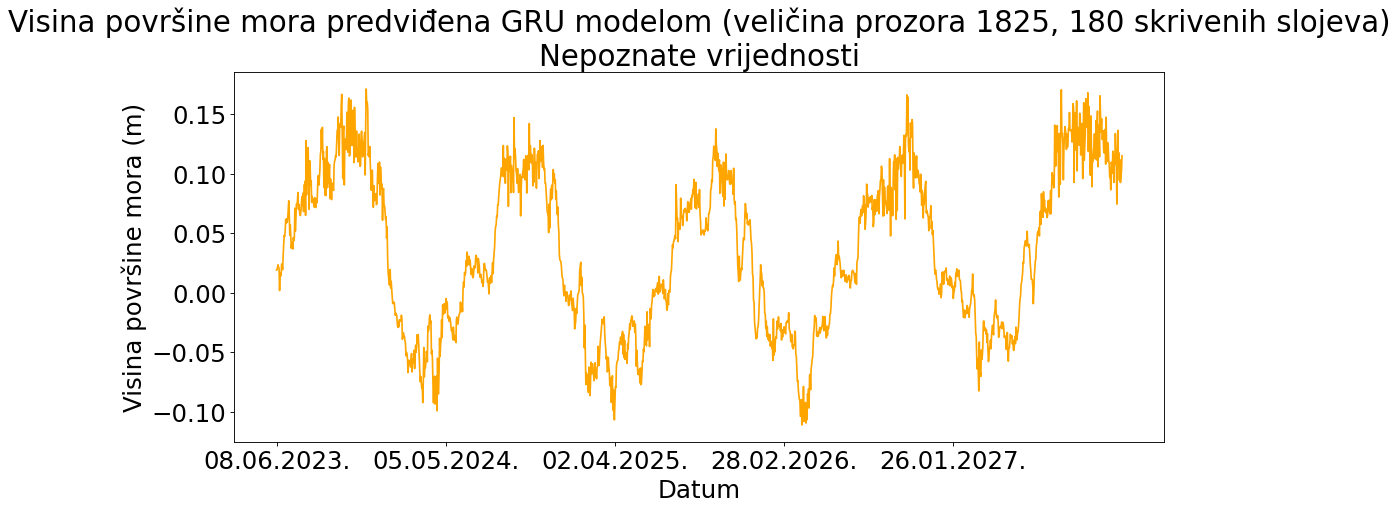 Visina površine mora predviđena GRU modelom (veličina prozora 1825, 180 skrivenih slojeva)
Nepoznate vrijednosti
Visina površine mora (m)
0.15
0.10
0.05
0.00
−0.05
−0.10
08.06.2023. 05.05.2024. 02.04.2025. 28.02.2026. 26.01.2027.
Datum